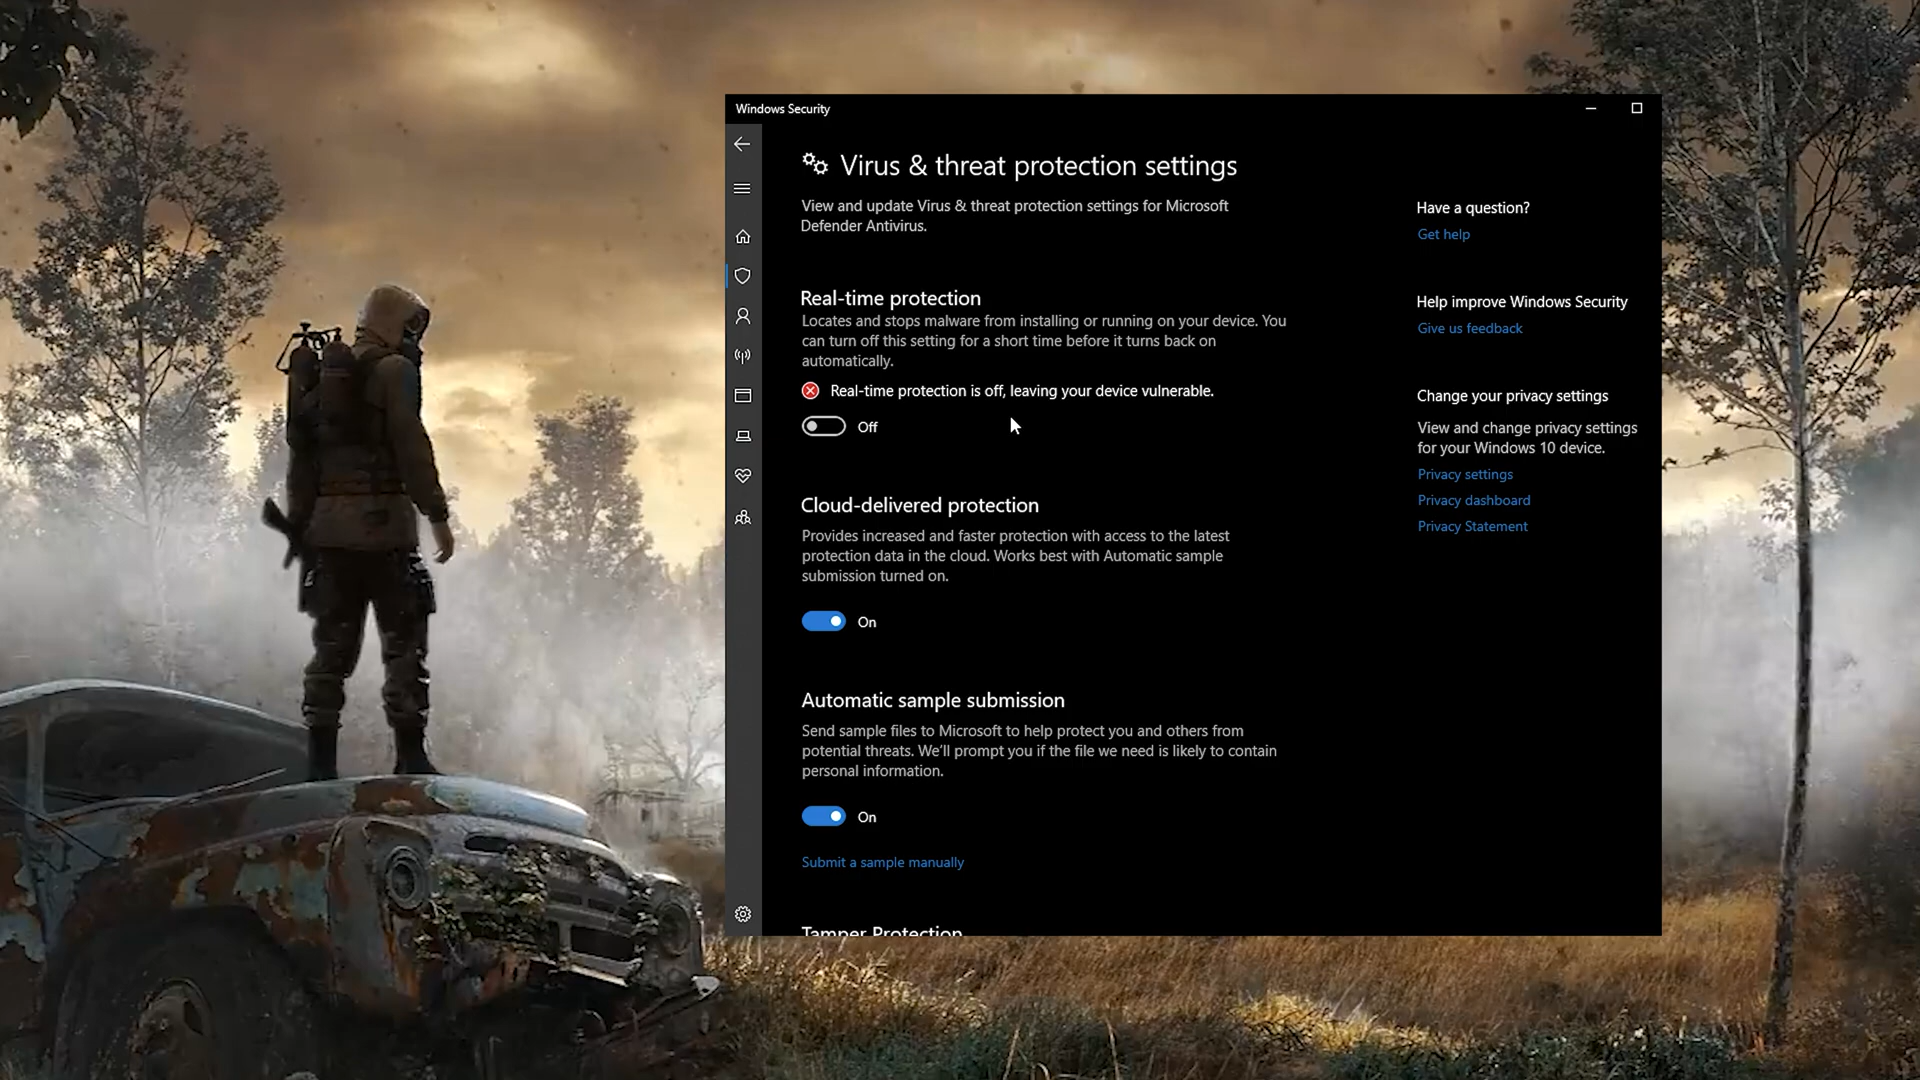 Windows Security
Virus & threat protection settings
View and update Virus & threat protection settings for Microsoft
Defender Antivirus.
Real-time protection
Locates and stops malware from installing or running on your device. You
can turn off this setting for a short time before it turns back on
automatically.
Real-time protection is off, leaving your device vulnerable.
Off
Cloud-delivered protection
Provides increased and faster protection with access to the latest
protection data in the cloud. Works best with Automatic sample
submission turned on.
On
Automatic sample submission
Send sample files to Microsoft to help protect you and others from
potential threats. We'll prompt you if the file we need is likely to contain
personal information.
On
Submit a sample manually
Tamper Protection
Have a question?
Get help
Help improve Windows Security
Give us feedback
Change your privacy settings
View and change privacy settings
for your Windows 10 device.
Privacy settings
Privacy dashboard
Privacy Statement